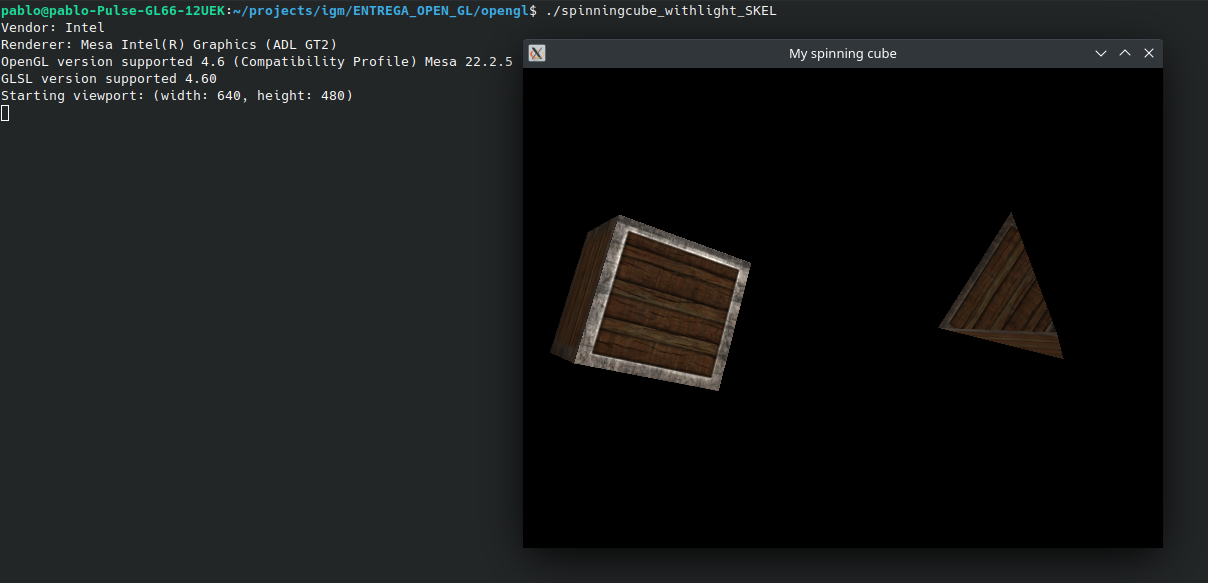 pablo@pablo-Pulse-GL66-12UEK:~/projects/igm/ENTREGA_OPEN_GL/opengl$ ./spinningcube_withlight_SKEL
Vendor: Intel
Renderer: Mesa Intel(R) Graphics (ADL GT2)
OpenGL version supported 4.6 (Compatibility Profile) Mesa 22.2.5
GLSL version supported 4.60
Starting viewport: (width: 640, height: 480)
My spinning cube